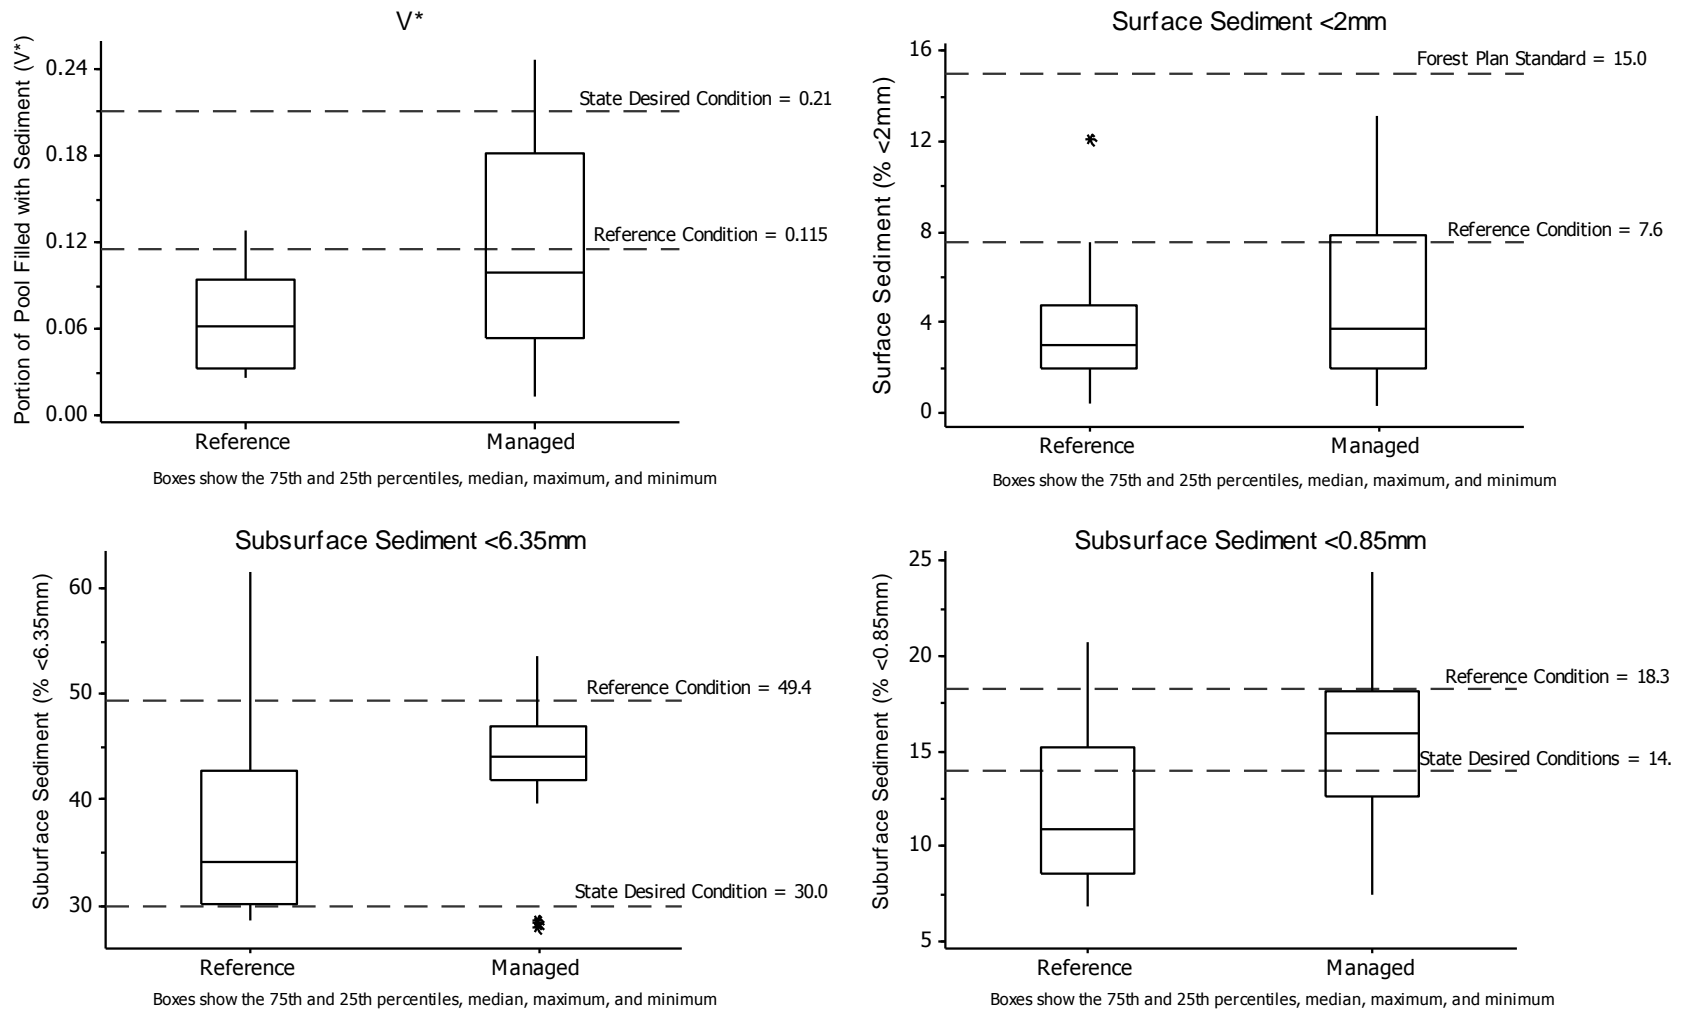 V*
Portion of Pool Filled with Sediment (V*)
0.24
0.18
0.12
0.06
0.00
State Desired Condition = 0.21
Reference Condition = 0.115
Reference Managed
Boxes show the 75th and 25th percentiles, median, maximum, and minimum
Surface Sediment <2mm
Surface Sediment (% <2mm)
16
12
8
4
0
Forest Plan Standard = 15.0
Reference Condition = 7.6
Reference Managed
Boxes show the 75th and 25th percentiles, median, maximum, and minimum
Subsurface Sediment <6.35mm
Suburface Sediment (% <6.35mm)
60
50
40
30
Reference Condition = 49.4
State Desired Condition = 30.0
Reference Managed
Boxes show the 75th and 25th percentiles, median, maximum, and minimum
Subsurface Sediment <0.85mm
Suburface Sediment (% <0.85mm)
25
20
15
10
5
Reference Condition = 18.3
State Desired Conditions = 14.
Reference Managed
Boxes show the 75th and 25th percentiles, median, maximum, and minimum